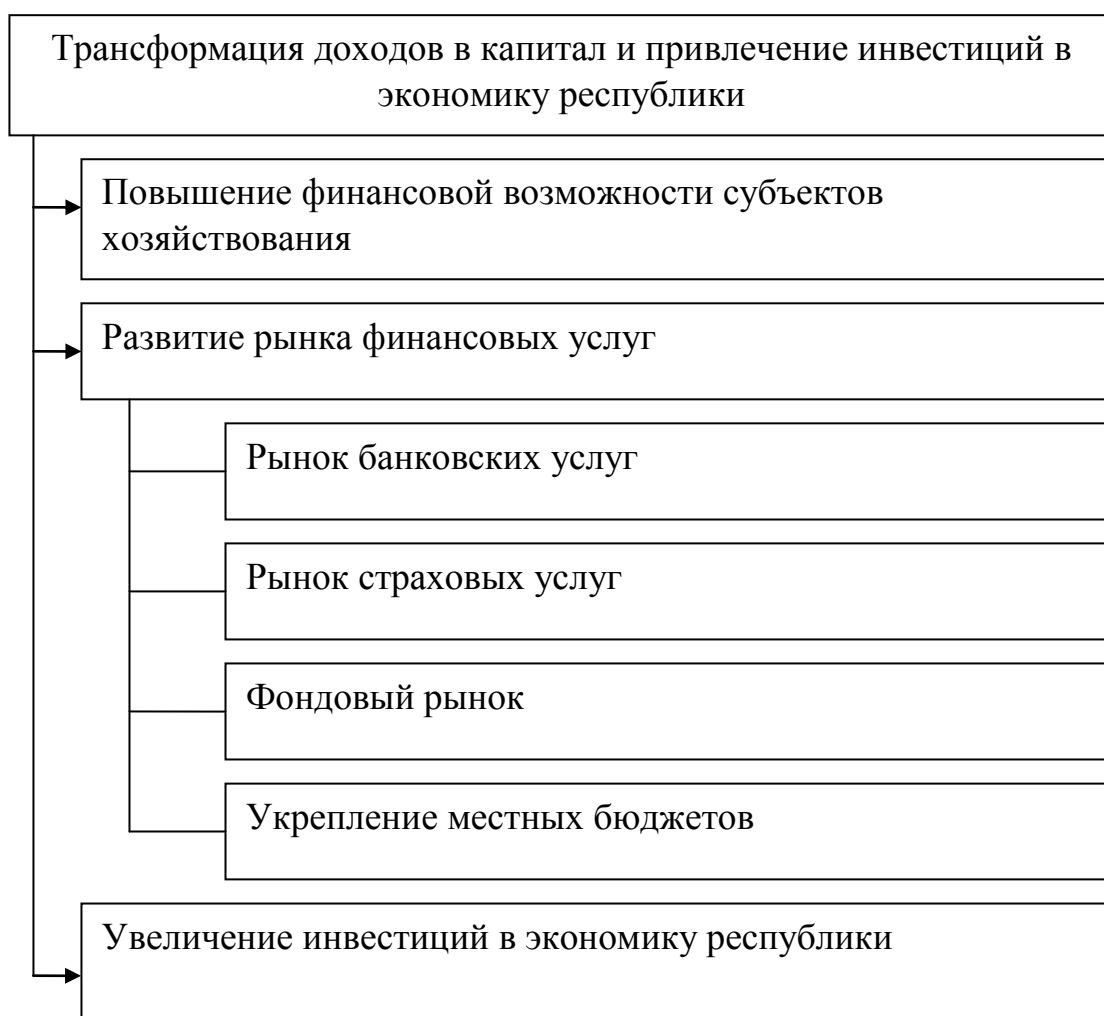 Трансформация доходов в капитал и привлечение инвестиций в
экономику республики
Повышение финансовой возможности субъектов
хозяйствования
Развитие рынка финансовых услуг
Рынок банковских услуг
Рынок страховых услуг
Фондовый рынок
Укрепление местных бюджетов
Увеличение инвестиций в экономику республики